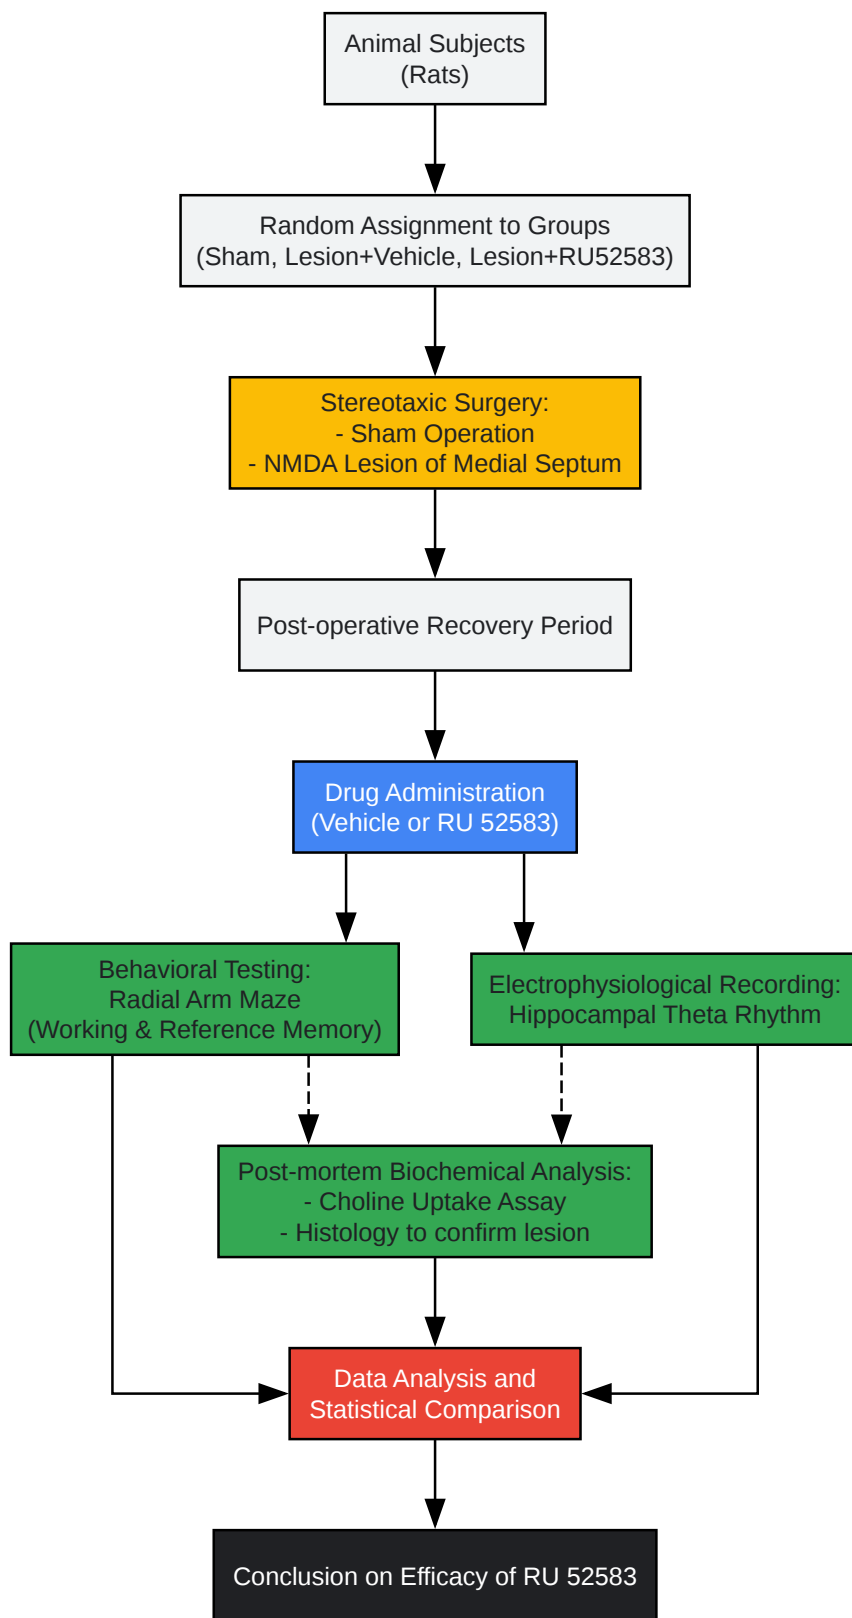 Animal Subjects
(Rats)
Random Assignment to Groups
(Sham, Lesion+Vehicle, Lesion+RU52583)
Stereotaxic Surgery:
- Sham Operation
- NMDA Lesion of Medial Septum
Post-operative Recovery Period
Drug Administration
(Vehicle or RU 52583)
Behavioral Testing:
Radial Arm Maze
(Working & Reference Memory)
Electrophysiological Recording:
Hippocampal Theta Rhythm
Post-mortem Biochemical Analysis:
- Choline Uptake Assay
- Histology to confirm lesion
Data Analysis and
Statistical Comparison
Conclusion on Efficacy of RU 52583